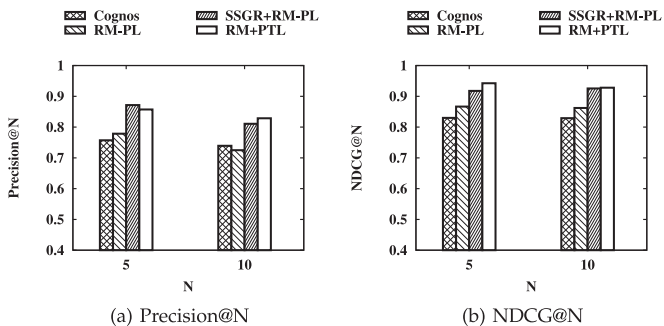 Cognos SSGR+RM-PL
RM-PL RM+PTL
1
0.9
0.8
0.7
0.6
0.5
0.4
Precision@N
5 10
N
(a) Precision@N
Cognos SSGR+RM-PL
RM-PL RM+PTL
1
0.9
0.8
0.7
0.6
0.5
0.4
NDCG@N
5 10
N
(b) NDCG@N